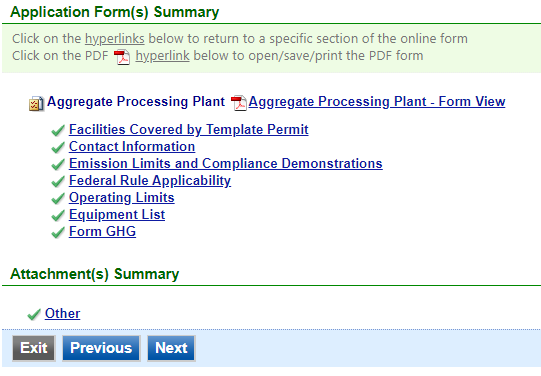 Application Form(s) Summary
Click on the hyperlinks below to return to a specific section of the online form
Click on the PDF hyperlink below to open/save/print the PDF form
Aggregate Processing Plant Aggregate Processing Plant - Form View
Facilities Covered by Template Permit
Contact Information
Emission Limits and Compliance Demonstrations
Federal Rule Applicability
Operating Limits
Equipment List
Form GHG
Attachment(s) Summary
Other
Exit Previous Next